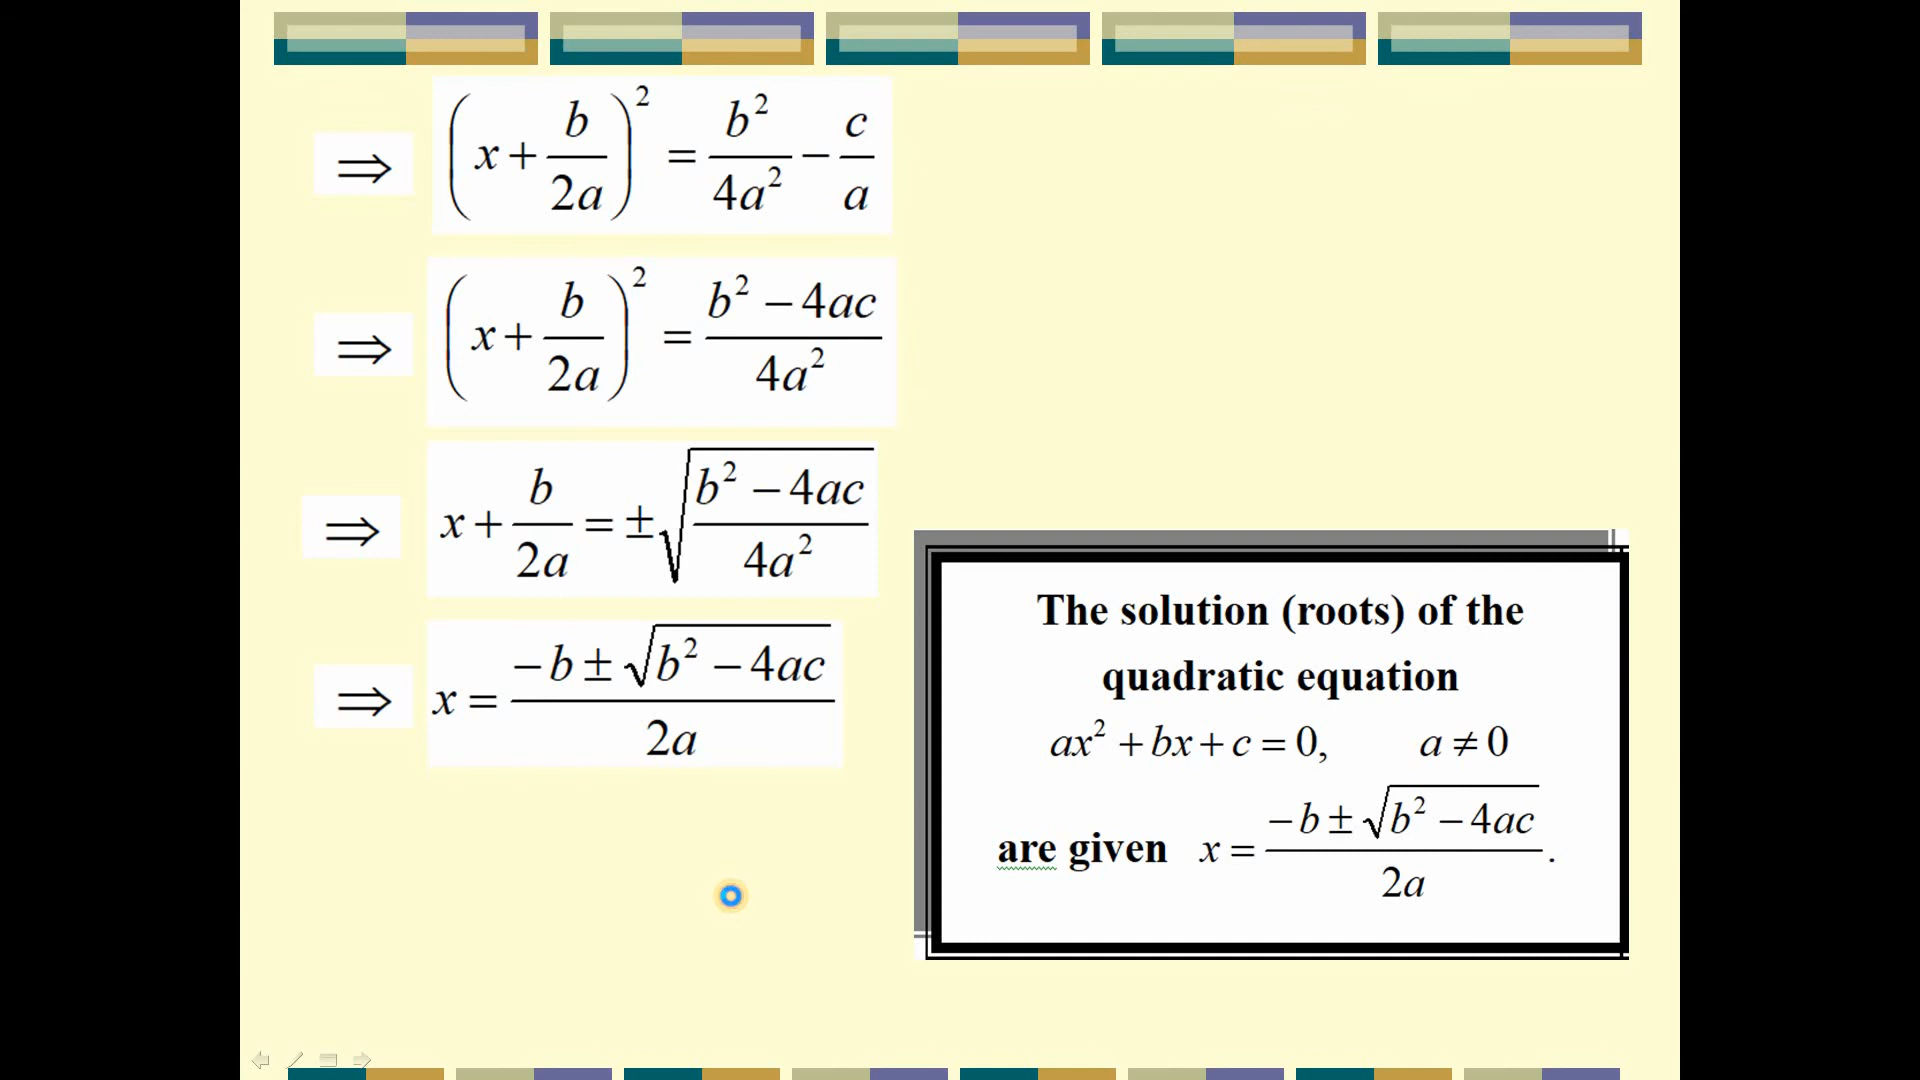 ⇒ (x + b/2a)² = b²/4a² − c/a
⇒ (x + b/2a)² = (b² − 4ac)/4a²
⇒ x + b/2a = ±√((b² − 4ac)/4a²)
⇒ x = (−b ± √(b² − 4ac))/2a
The solution (roots) of the
quadratic equation
ax² + bx + c = 0, a ≠ 0
are given x = (−b ± √(b² − 4ac))/2a .